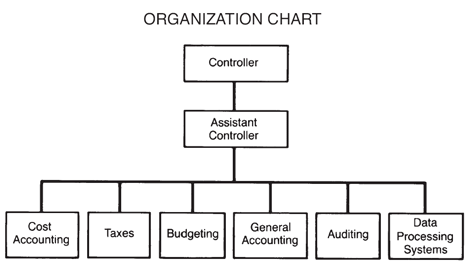 ORGANIZATION CHART
Controller
Assistant
Controller
Cost
Accounting
Taxes
Budgeting
General
Accounting
Auditing
Data
Processing
Systems